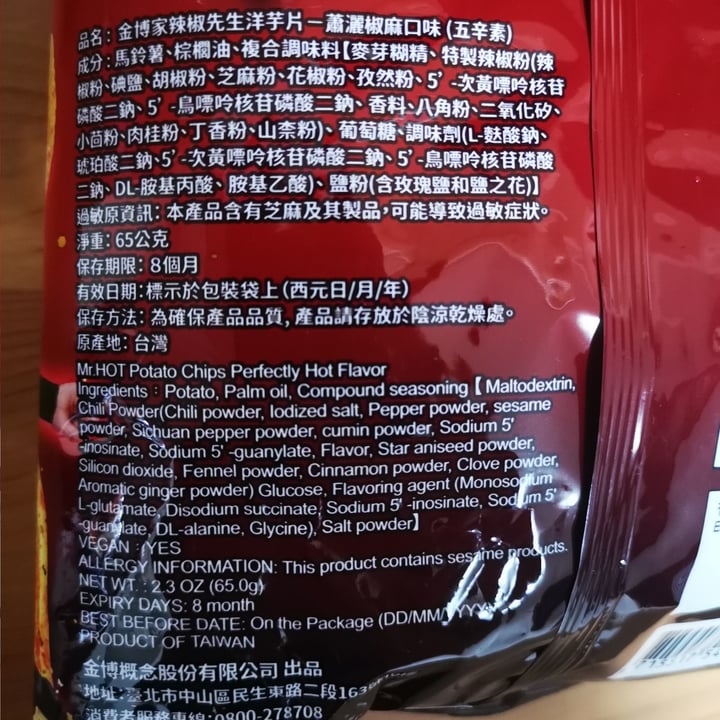 品名：金博家辣椒先生洋芋片－蕭灑椒麻口味 (五辛素)
成分：馬鈴薯、棕櫚油、複合調味料【麥芽糊精、特製辣椒粉(辣
椒粉、碘鹽、胡椒粉、芝麻粉、花椒粉、孜然粉、5’-次黃嘌呤核苷
磷酸二鈉、5’-鳥嘌呤核苷磷酸二鈉、香料、八角粉、二氧化矽、
小茴粉、肉桂粉、丁香粉、山柰粉)、葡萄糖、調味劑(L-麩酸鈉、
琥珀酸二鈉、5’-次黃嘌呤核苷磷酸二鈉、5’-鳥嘌呤核苷磷酸
二鈉、DL-胺基丙酸、胺基乙酸)、鹽粉(含玫瑰鹽和鹽之花)】
過敏原資訊：本產品含有芝麻及其製品，可能導致過敏症狀。
淨重：65公克
保存期限：8個月
有效日期：標示於包裝袋上（西元日/月/年）
保存方法：為確保產品品質，產品請存放於陰涼乾燥處。
原產地：台灣
Mr.HOT Potato Chips Perfectly Hot Flavor
Ingredients：Potato, Palm oil, Compound seasoning【Maltodextrin,
Chili Powder(Chili powder, Iodized salt, Pepper powder, sesame
powder, Sichuan pepper powder, cumin powder, Sodium 5'
-inosinate, Sodium 5' -guanylate, Flavor, Star aniseed powder,
Silicon dioxide, Fennel powder, Cinnamon powder, Clove powder,
Aromatic ginger powder) Glucose, Flavoring agent (Monosodium
L-glutamate, Disodium succinate, Sodium 5' -inosinate, Sodium 5'
-guanylate, DL-alanine, Glycine), Salt powder】
VEGAN：YES
ALLERGY INFORMATION: This product contains sesame products.
NET WT.：2.3 OZ (65.0g)
EXPIRY DAYS: 8 month
BEST BEFORE DATE: On the Package (DD/MM/YYYY)
PRODUCT OF TAIWAN
金博概念股份有限公司 出品
地址：臺北市中山區民生東路二段163
消費者服務專線：0800-278708